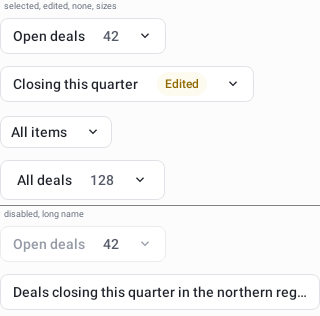 selected, edited, none, sizes
Open deals 42
Closing this quarter Edited
All items
All deals 128
disabled, long name
Open deals 42
Deals closing this quarter in the northern reg…